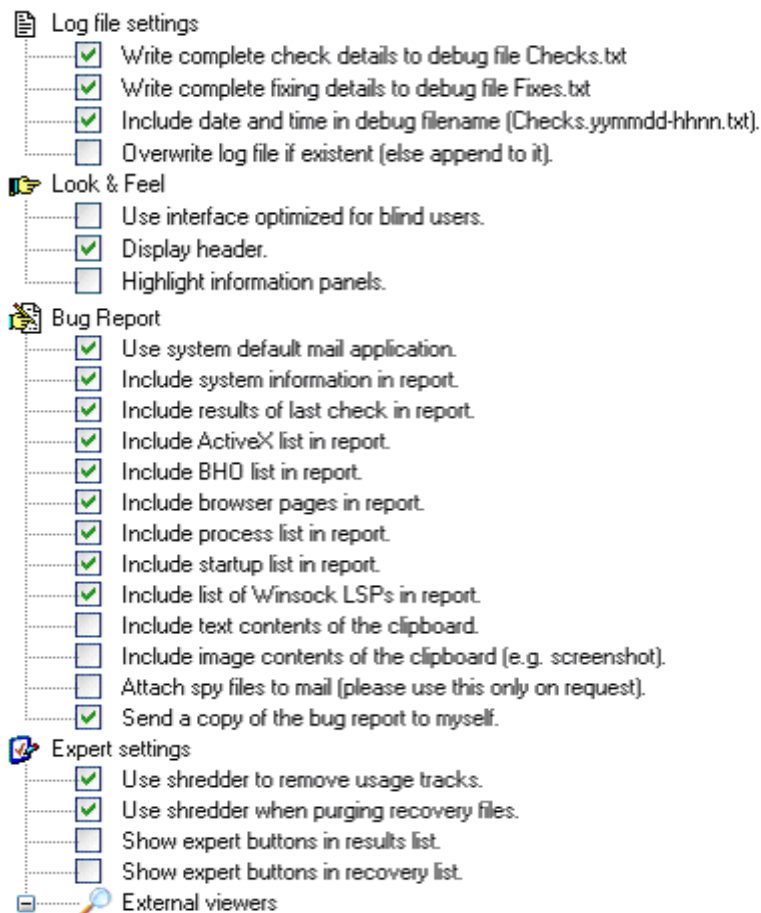 Log file settings
Write complete check details to debug file Checks.txt
Write complete fixing details to debug file Fixes.txt
Include date and time in debug filename (Checks.yymmdd-hhnn.txt).
Overwrite log file if existent (else append to it).
Look & Feel
Use interface optimized for blind users.
Display header.
Highlight information panels.
Bug Report
Use system default mail application.
Include system information in report.
Include results of last check in report.
Include ActiveX list in report.
Include BHO list in report.
Include browser pages in report.
Include process list in report.
Include startup list in report.
Include list of Winsock LSPs in report.
Include text contents of the clipboard.
Include image contents of the clipboard (e.g. screenshot).
Attach spy files to mail (please use this only on request).
Send a copy of the bug report to myself.
Expert settings
Use shredder to remove usage tracks.
Use shredder when purging recovery files.
Show expert buttons in results list.
Show expert buttons in recovery list.
External viewers